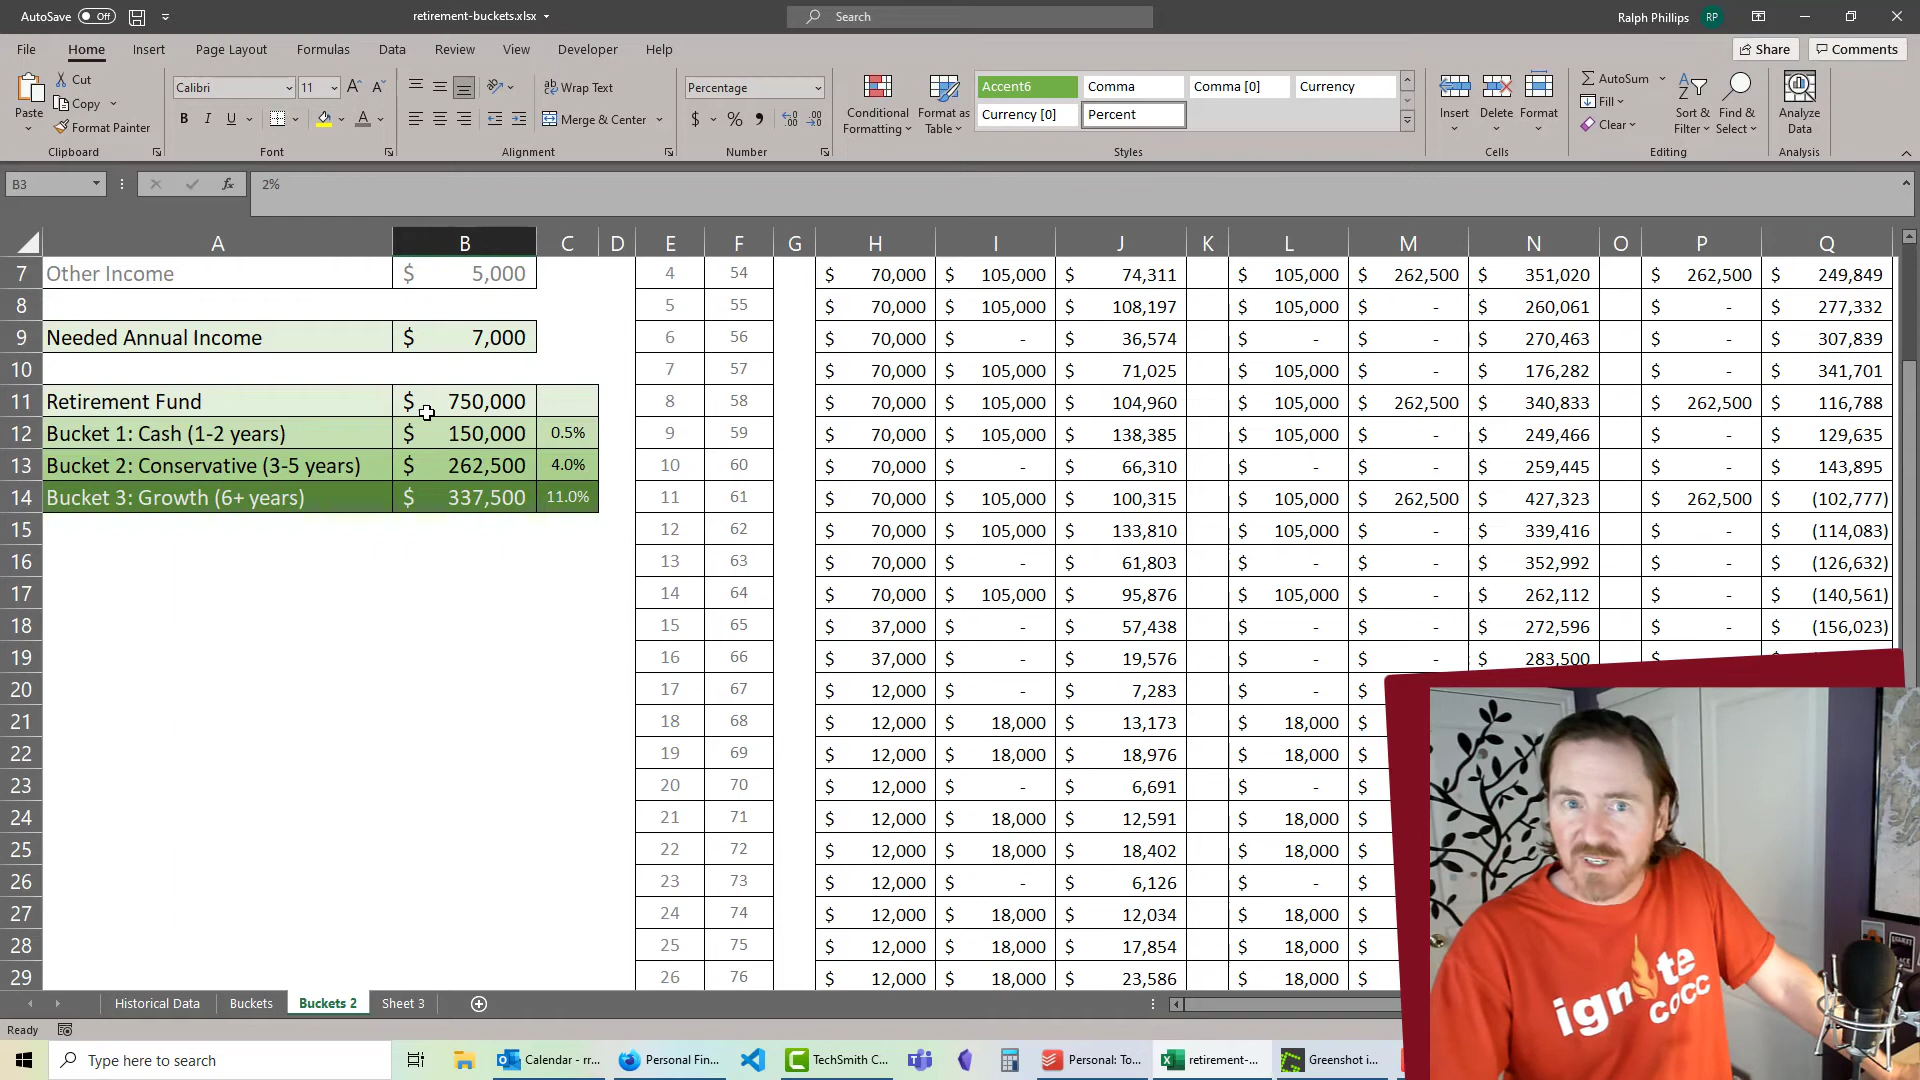 AutoSave Off retirement-buckets.xlsx Search Ralph Phillips RP
File Home Insert Page Layout Formulas Data Review View Developer Help Share Comments
Cut Calibri 11 Wrap Text Percentage Accent6 Comma Comma [0] Currency AutoSum
Copy Fill
Paste Format Painter B I U Merge & Center $ % Conditional Formatting Format as Table Currency [0] Percent Insert Delete Format Clear Sort & Filter Find & Select Analyze Data
Clipboard Font Alignment Number Styles Cells Editing Analysis
B3 fx 2%
A B C D E F G H I J K L M N O P Q
7 Other Income $ 5,000 4 54 $ 70,000 $ 105,000 $ 74,311 $ 105,000 $ 262,500 $ 351,020 $ 262,500 $ 249,849
8 5 55 $ 70,000 $ 105,000 $ 108,197 $ 105,000 $ - $ 260,061 $ - $ 277,332
9 Needed Annual Income $ 7,000 6 56 $ 70,000 $ - $ 36,574 $ - $ - $ 270,463 $ - $ 307,839
10 7 57 $ 70,000 $ 105,000 $ 71,025 $ 105,000 $ - $ 176,282 $ - $ 341,701
11 Retirement Fund $ 750,000 8 58 $ 70,000 $ 105,000 $ 104,960 $ 105,000 $ 262,500 $ 340,833 $ 262,500 $ 116,788
12 Bucket 1: Cash (1-2 years) $ 150,000 0.5% 9 59 $ 70,000 $ 105,000 $ 138,385 $ 105,000 $ - $ 249,466 $ - $ 129,635
13 Bucket 2: Conservative (3-5 years) $ 262,500 4.0% 10 60 $ 70,000 $ - $ 66,310 $ - $ - $ 259,445 $ - $ 143,895
14 Bucket 3: Growth (6+ years) $ 337,500 11.0% 11 61 $ 70,000 $ 105,000 $ 100,315 $ 105,000 $ 262,500 $ 427,323 $ 262,500 $ (102,777)
15 12 62 $ 70,000 $ 105,000 $ 133,810 $ 105,000 $ - $ 339,416 $ - $ (114,083)
16 13 63 $ 70,000 $ - $ 61,803 $ - $ - $ 352,992 $ - $ (126,632)
17 14 64 $ 70,000 $ 105,000 $ 95,876 $ 105,000 $ - $ 262,112 $ - $ (140,561)
18 15 65 $ 37,000 $ - $ 57,438 $ - $ - $ 272,596 $ - $ (156,023)
19 16 66 $ 37,000 $ - $ 19,576 $ - $ - $ 283,500
20 17 67 $ 12,000 $ - $ 7,283 $ - $
21 18 68 $ 12,000 $ 18,000 $ 13,173 $ 18,000 $
22 19 69 $ 12,000 $ 18,000 $ 18,976 $ 18,000 $
23 20 70 $ 12,000 $ - $ 6,691 $ - $
24 21 71 $ 12,000 $ 18,000 $ 12,591 $ 18,000 $
25 22 72 $ 12,000 $ 18,000 $ 18,402 $ 18,000 $
26 23 73 $ 12,000 $ - $ 6,126 $ - $
27 24 74 $ 12,000 $ 18,000 $ 12,034 $ 18,000 $
28 25 75 $ 12,000 $ 18,000 $ 17,854 $ 18,000 $
29 26 76 $ 12,000 $ 18,000 $ 23,586 $ 18,000 $
ignite
COCC
Historical Data Buckets Buckets 2 Sheet 3
Ready
Type here to search Calendar - rr... Personal Fin... TechSmith C... Personal: To... retirement-... Greenshot i...